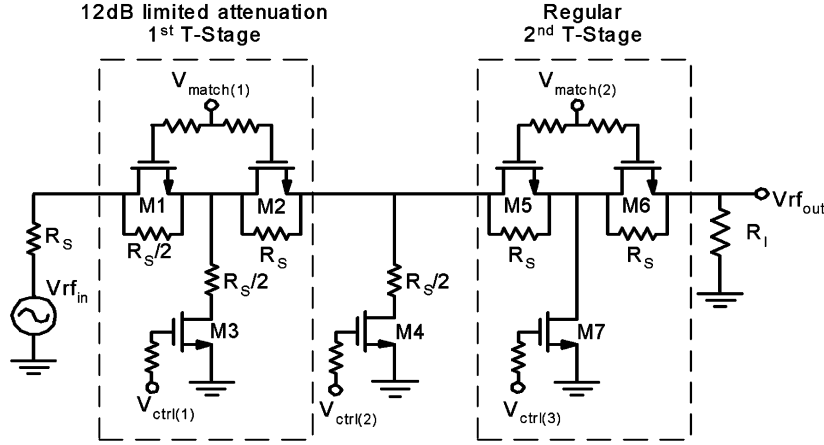 12dB limited attenuation
1st T-Stage
Regular
2nd T-Stage
Vmatch(1)
Vmatch(2)
M1
M2
M5
M6
Vrfout
RS
RS/2
RS
RS
RS
Rl
Vrfin
RS/2
RS/2
M3
M4
M7
Vctrl(1)
Vctrl(2)
Vctrl(3)